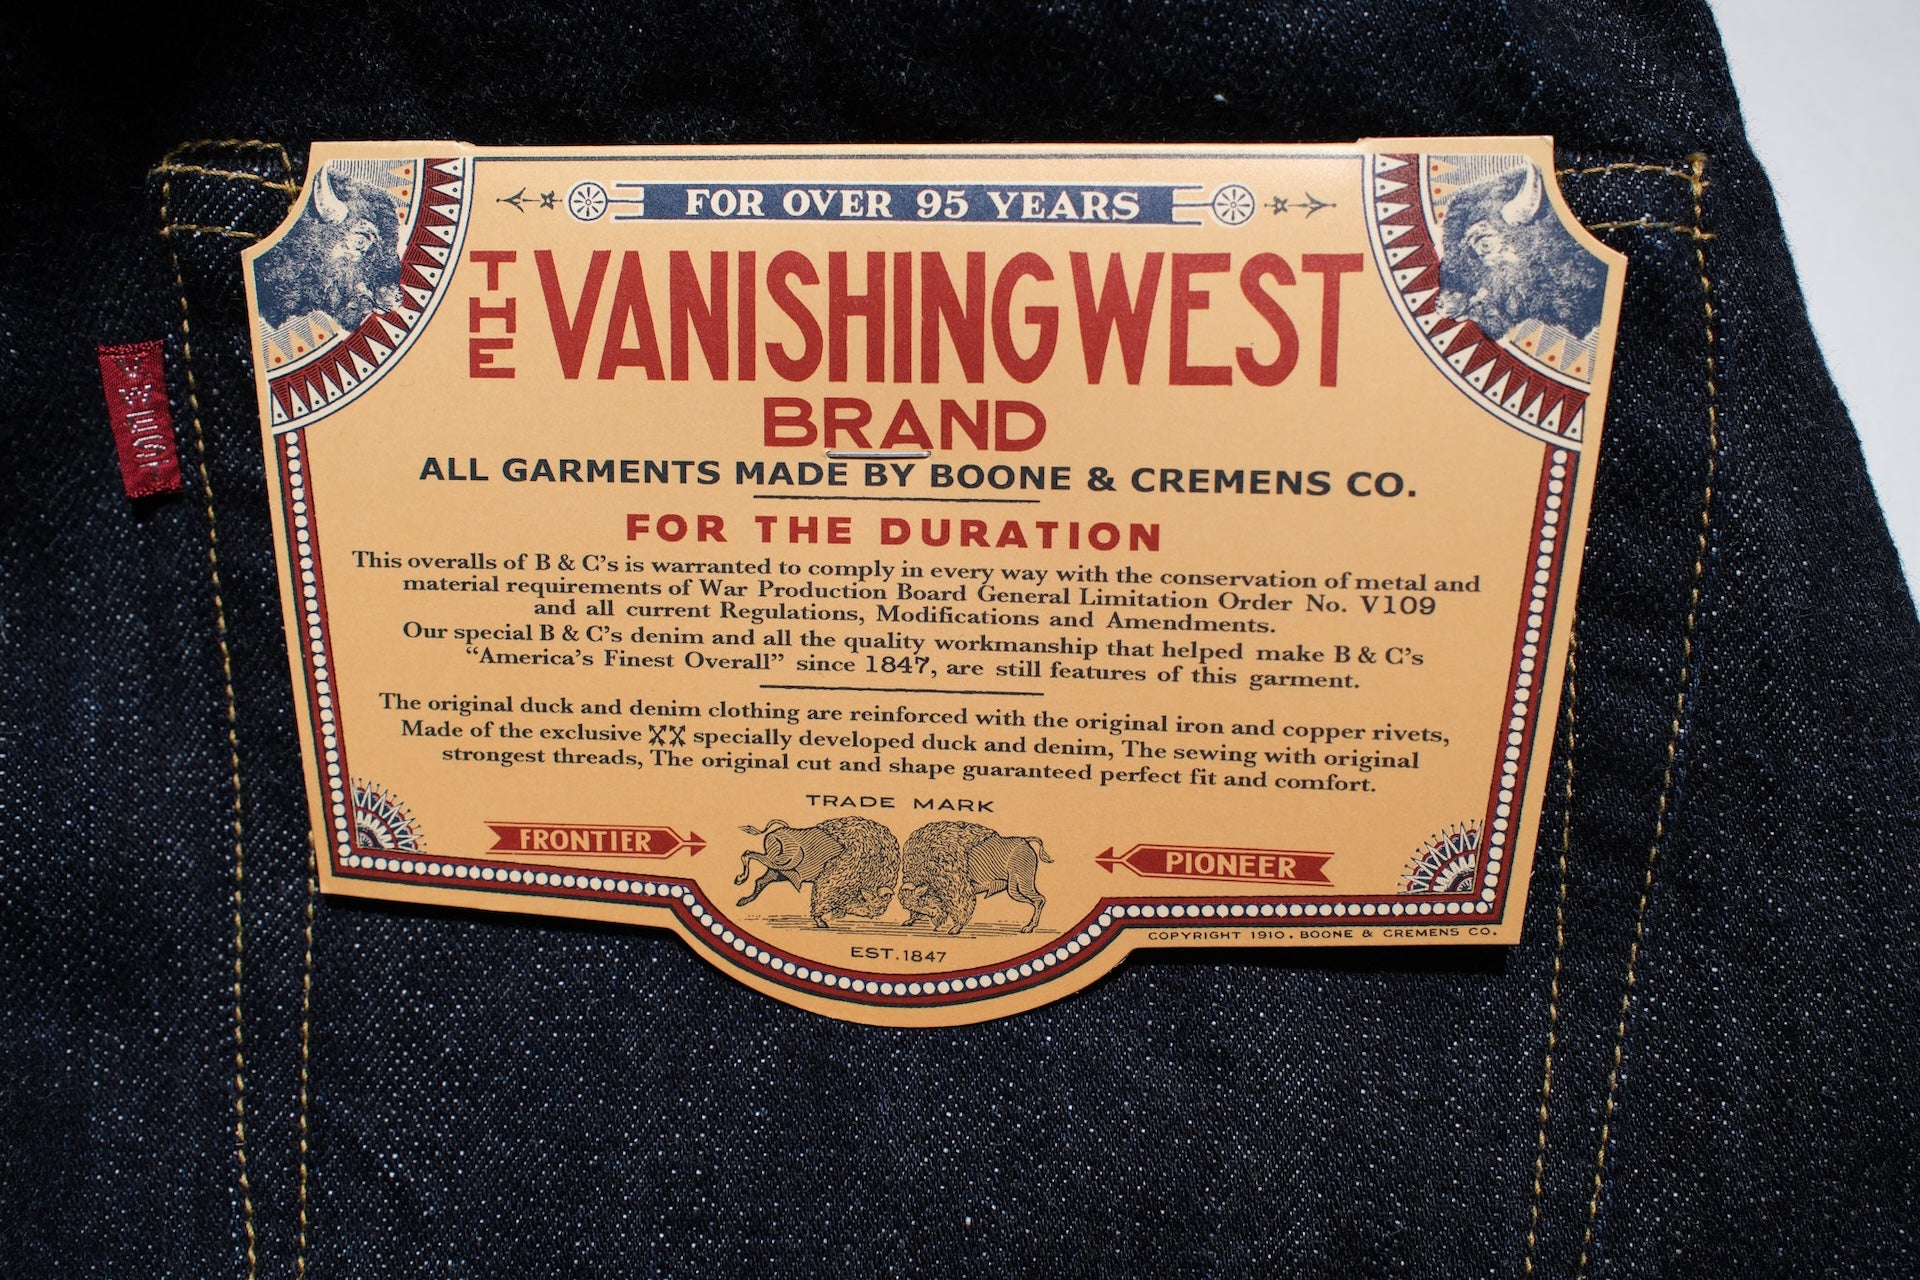 FOR OVER 95 YEARS
THE VANISHING WEST
BRAND
ALL GARMENTS MADE BY BOONE & CREMENS CO.
FOR THE DURATION
This overalls of B & C's is warranted to comply in every way with the conservation of metal and
material requirements of War Production Board General Limitation Order No. V109
and all current Regulations, Modifications and Amendments.
Our special B & C's denim and all the quality workmanship that helped make B & C's
"America's Finest Overall" since 1847, are still features of this garment.
The original duck and denim clothing are reinforced with the original iron and copper rivets,
Made of the exclusive XX specially developed duck and denim, The sewing with original
strongest threads, The original cut and shape guaranteed perfect fit and comfort.
TRADE MARK
FRONTIER
PIONEER
EST. 1847
COPYRIGHT 1910. BOONE & CREMENS CO.